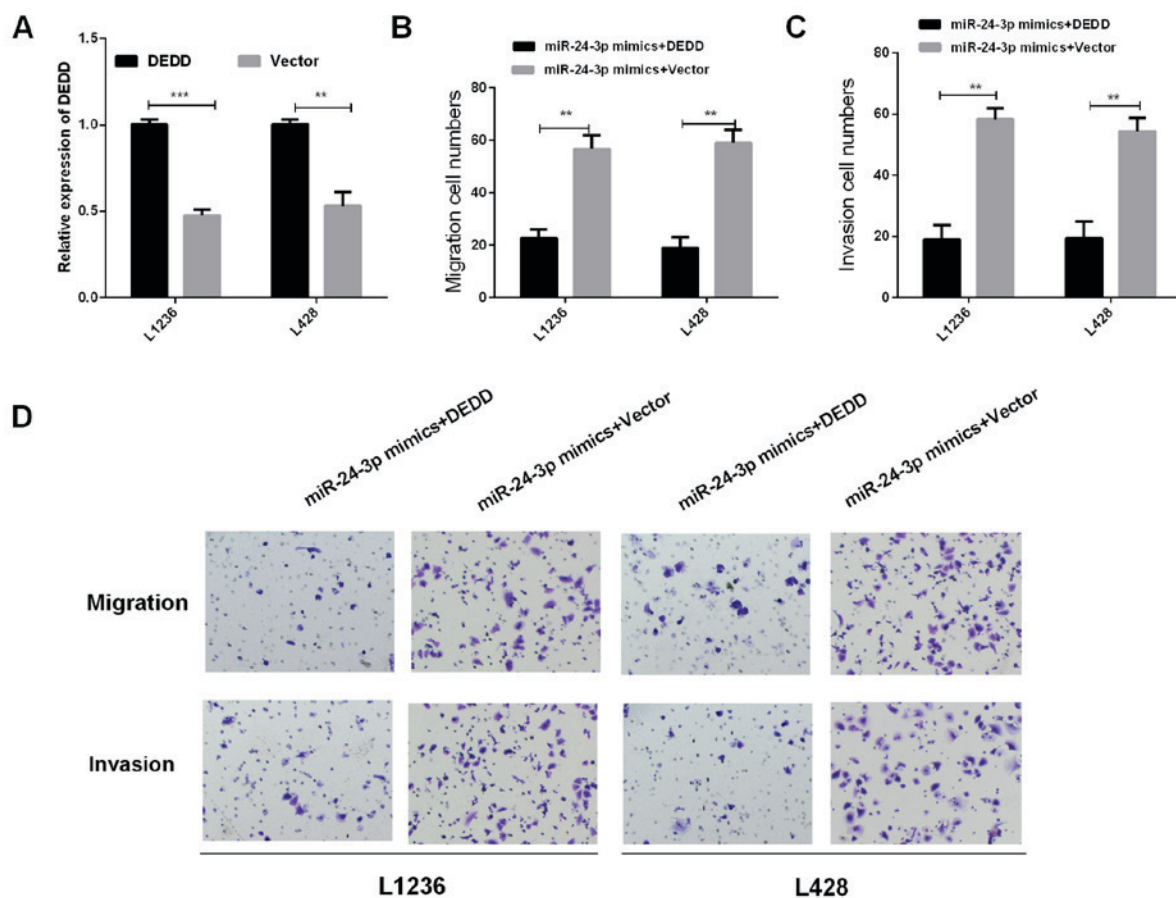 A
Relative expression of DEDD
1.5
1.0
0.5
0.0
DEDD
Vector
***
**
L1236
L428
B
miR-24-3p mimics+DEDD
miR-24-3p mimics+Vector
Migration cell numbers
80
60
40
20
0
**
**
L1236
L428
C
miR-24-3p mimics+DEDD
miR-24-3p mimics+Vector
Invasion cell numbers
80
60
40
20
0
**
**
L1236
L428
D
miR-24-3p mimics+DEDD
miR-24-3p mimics+Vector
miR-24-3p mimics+DEDD
miR-24-3p mimics+Vector
Migration
Invasion
L1236
L428